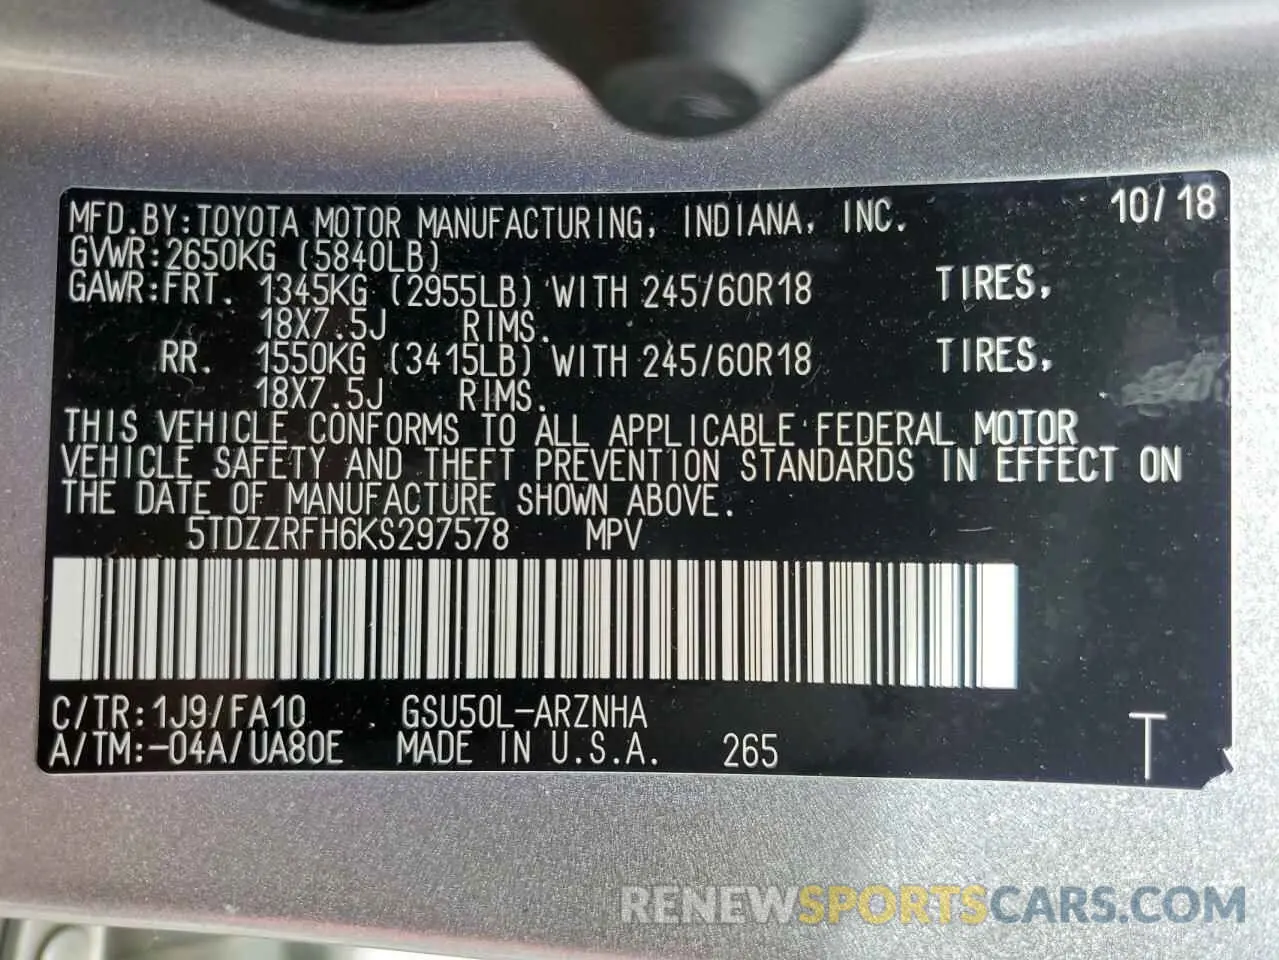 MFD.BY:TOYOTA MOTOR MANUFACTURING, INDIANA, INC. 10/18
GVWR:2650KG (5840LB)
GAWR:FRT. 1345KG (2955LB) WITH 245/60R18 TIRES,
18X7.5J RIMS.
RR. 1550KG (3415LB) WITH 245/60R18 TIRES,
18X7.5J RIMS.
THIS VEHICLE CONFORMS TO ALL APPLICABLE FEDERAL MOTOR
VEHICLE SAFETY AND THEFT PREVENTION STANDARDS IN EFFECT ON
THE DATE OF MANUFACTURE SHOWN ABOVE.
5TDZZRFH6KS297578 MPV
C/TR:1J9/FA10 GSU50L-ARZNHA
A/TM:-04A/UA80E MADE IN U.S.A. 265 T
RENEWSPORTSCARS.COM/18